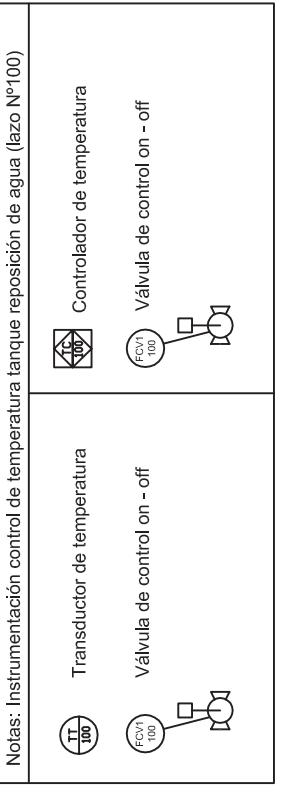 Notas: Instrumentación control de temperatura tanque reposición de agua (lazo Nº100)
TT
100
Transductor de temperatura
FCV1
100
Válvula de control on - off
TC
100
Controlador de temperatura
FCV1
100
Válvula de control on - off